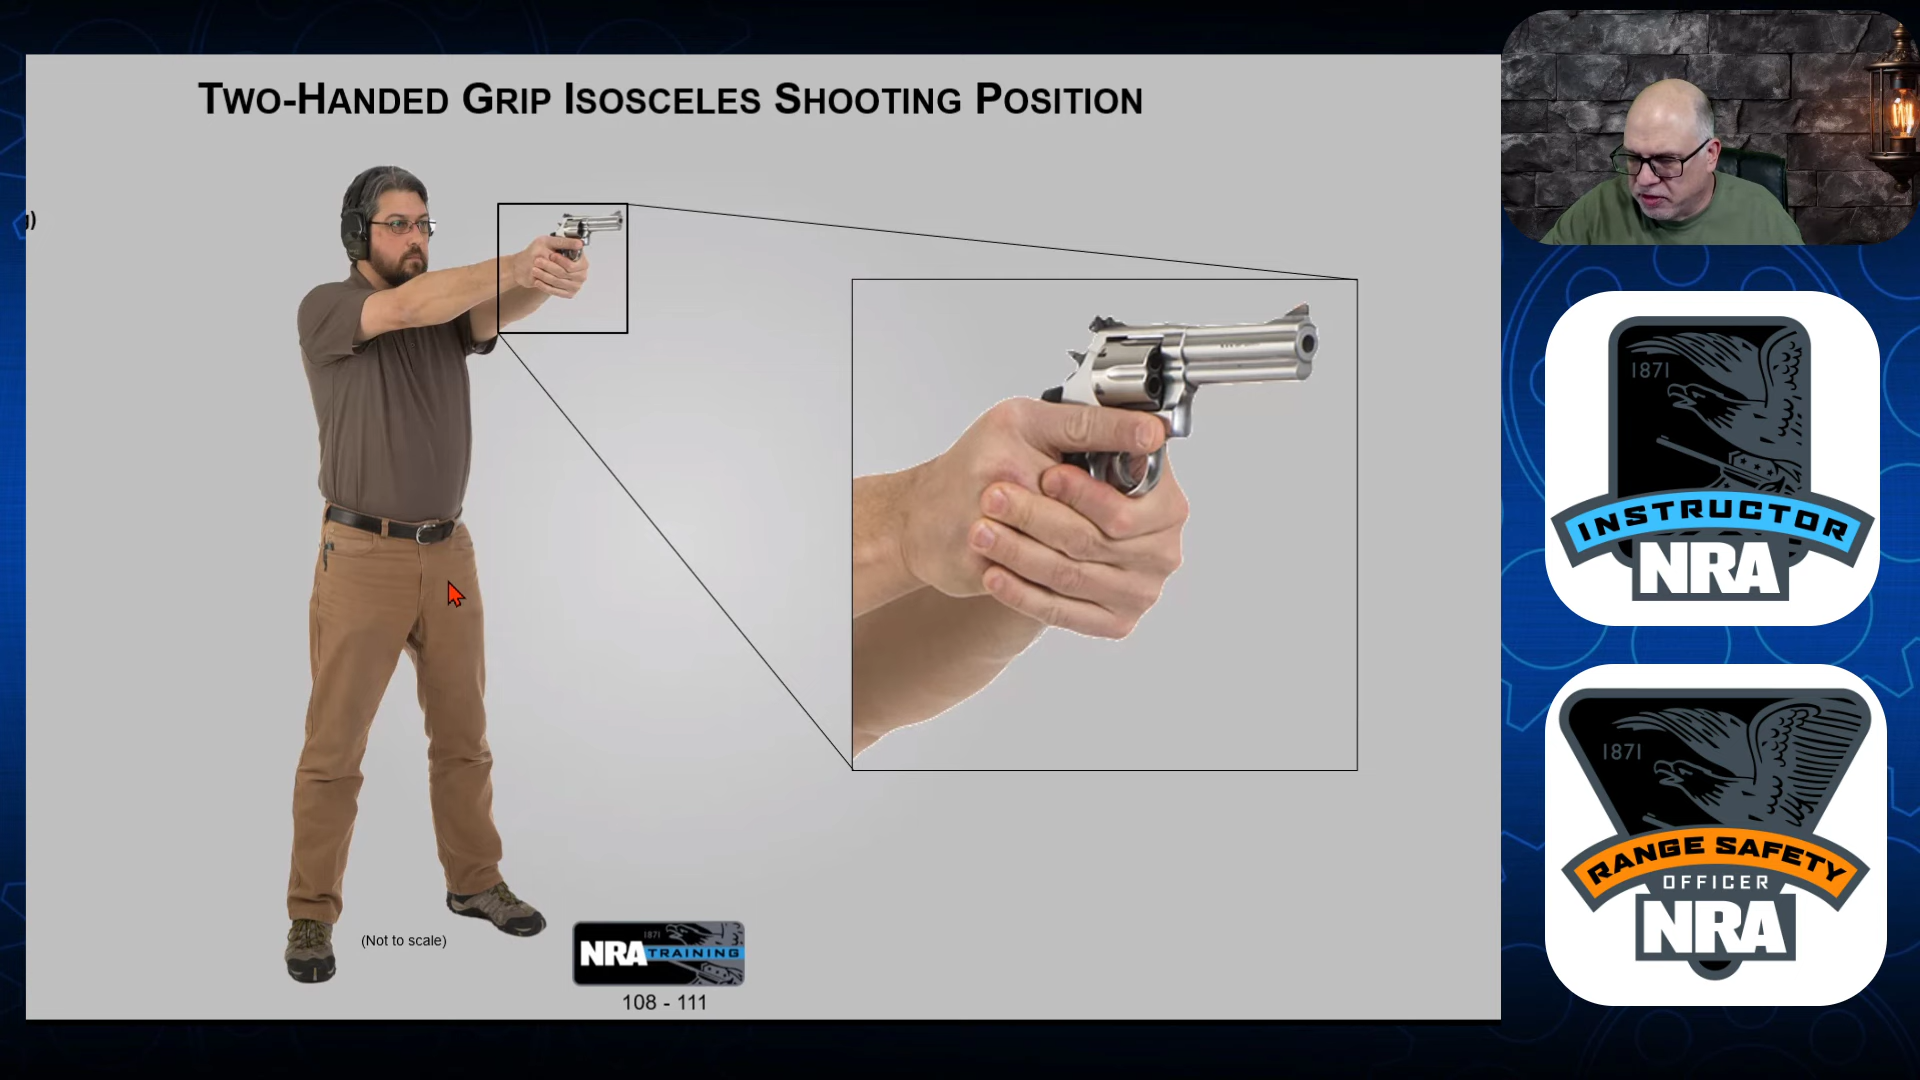 TWO-HANDED GRIP ISOSCELES SHOOTING POSITION
)
(Not to scale)
1871
NRA TRAINING
108 - 111
1871
INSTRUCTOR
NRA
1871
RANGE SAFETY
OFFICER
NRA